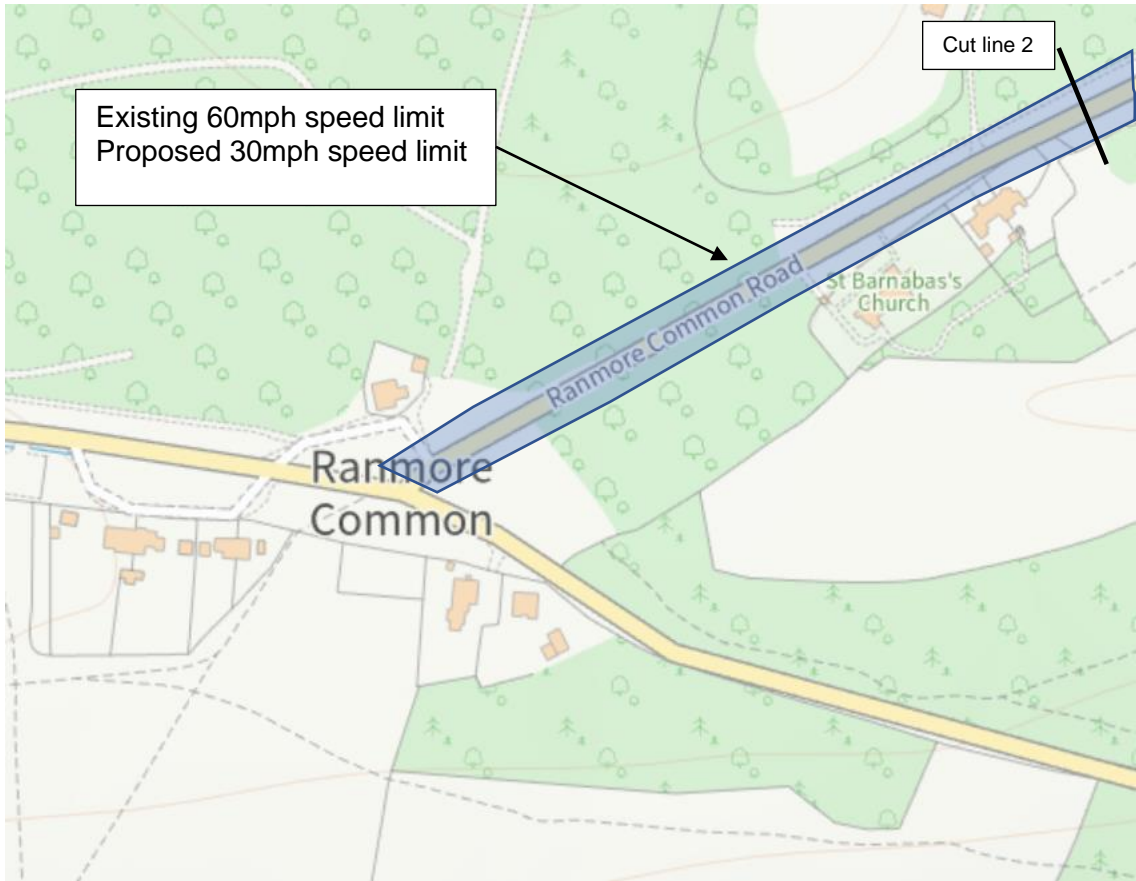 Cut line 2
Existing 60mph speed limit
Proposed 30mph speed limit
Ranmore Common Road
St Barnabas's
Church
Ranmore
Common